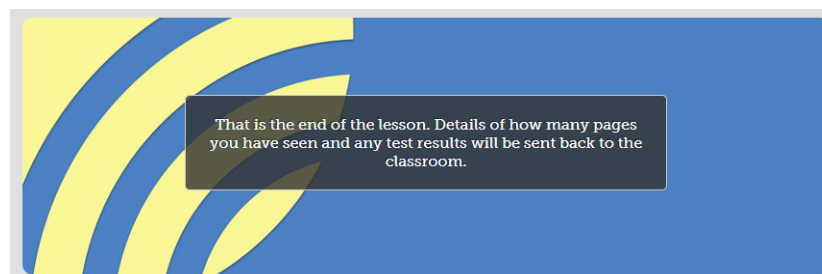 That is the end of the lesson. Details of how many pages
you have seen and any test results will be sent back to the
classroom.